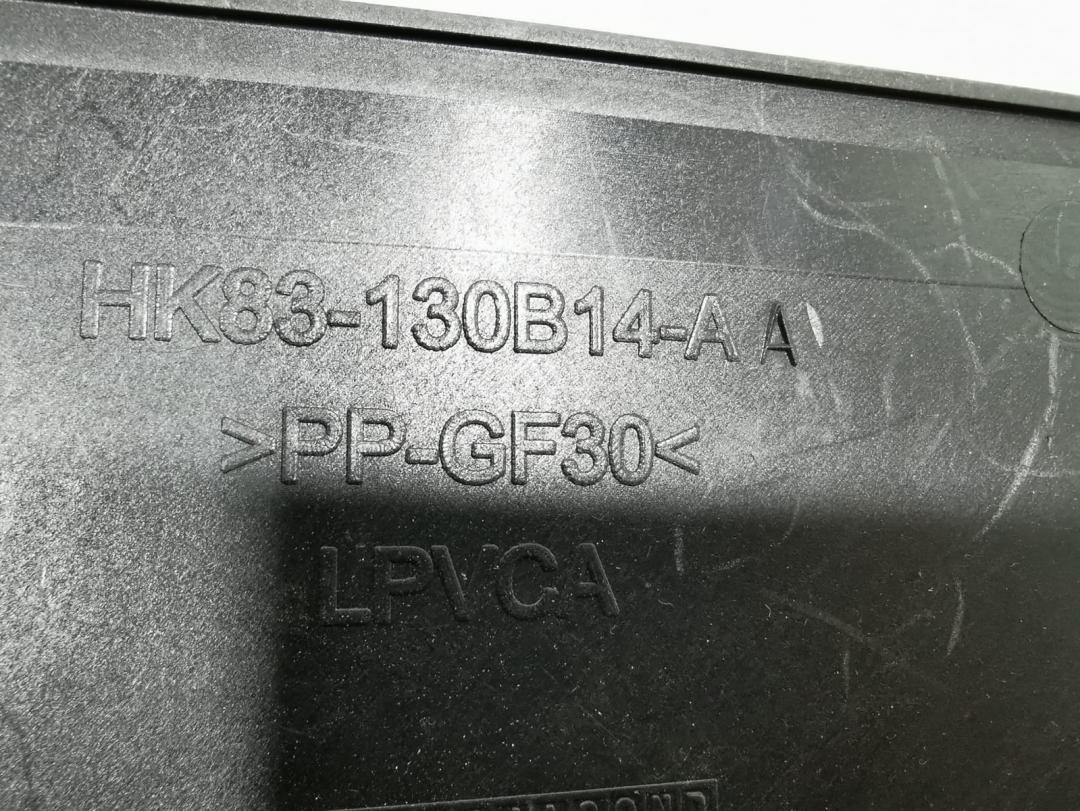 HK83-130B14-A A
>PP-GF30<
LPVCA